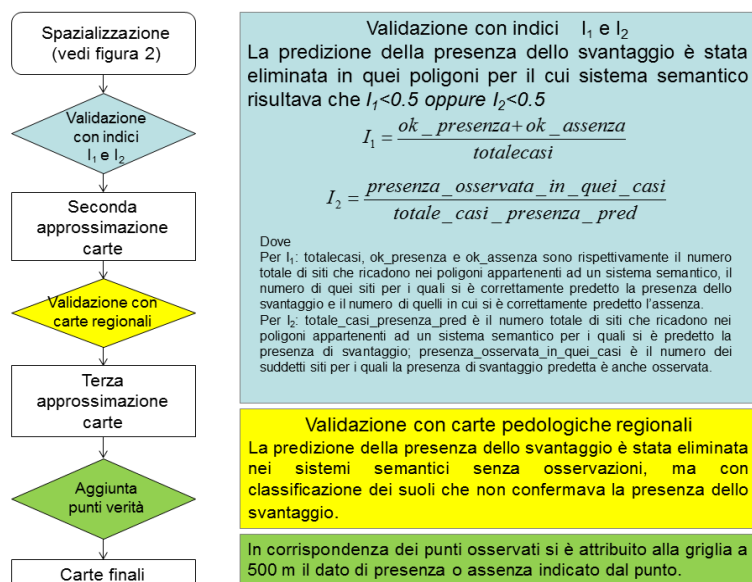 Spazializzazione
(vedi figura 2)
Validazione
con indici
I₁ e I₂
Seconda
approssimazione
carte
Validazione con
carte regionali
Terza
approssimazione
carte
Aggiunta
punti verità
Carte finali
Validazione con indici I₁ e I₂
La predizione della presenza dello svantaggio è stata
eliminata in quei poligoni per il cui sistema semantico
risultava che I₁<0.5 oppure I₂<0.5
I₁ = ok_presenza+ok_assenza / totalecasi
I₂ = presenza_osservata_in_quei_casi / totale_casi_presenza_pred
Dove
Per I₁: totalecasi, ok_presenza e ok_assenza sono rispettivamente il numero
totale di siti che ricadono nei poligoni appartenenti ad un sistema semantico, il
numero di quei siti per i quali si è correttamente predetto la presenza dello
svantaggio e il numero di quelli in cui si è correttamente predetto l'assenza.
Per I₂: totale_casi_presenza_pred è il numero totale di siti che ricadono nei
poligoni appartenenti ad un sistema semantico per i quali si è predetto la
presenza di svantaggio; presenza_osservata_in_quei_casi è il numero dei
suddetti siti per i quali la presenza di svantaggio predetta è anche osservata.
Validazione con carte pedologiche regionali
La predizione della presenza dello svantaggio è stata eliminata
nei sistemi semantici senza osservazioni, ma con
classificazione dei suoli che non confermava la presenza dello
svantaggio.
In corrispondenza dei punti osservati si è attribuito alla griglia a
500 m il dato di presenza o assenza indicato dal punto.